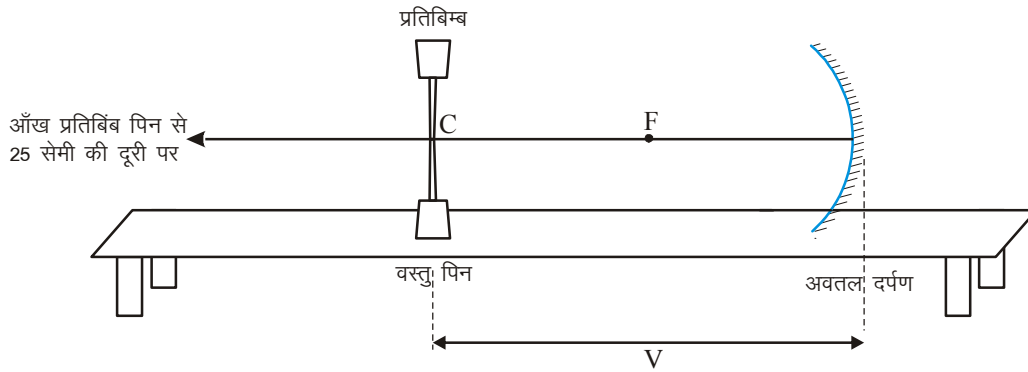 प्रतिबिम्ब
आँख प्रतिबिंब पिन से
25 सेमी की दूरी पर
C
F
वस्तु पिन
अवतल दर्पण
V